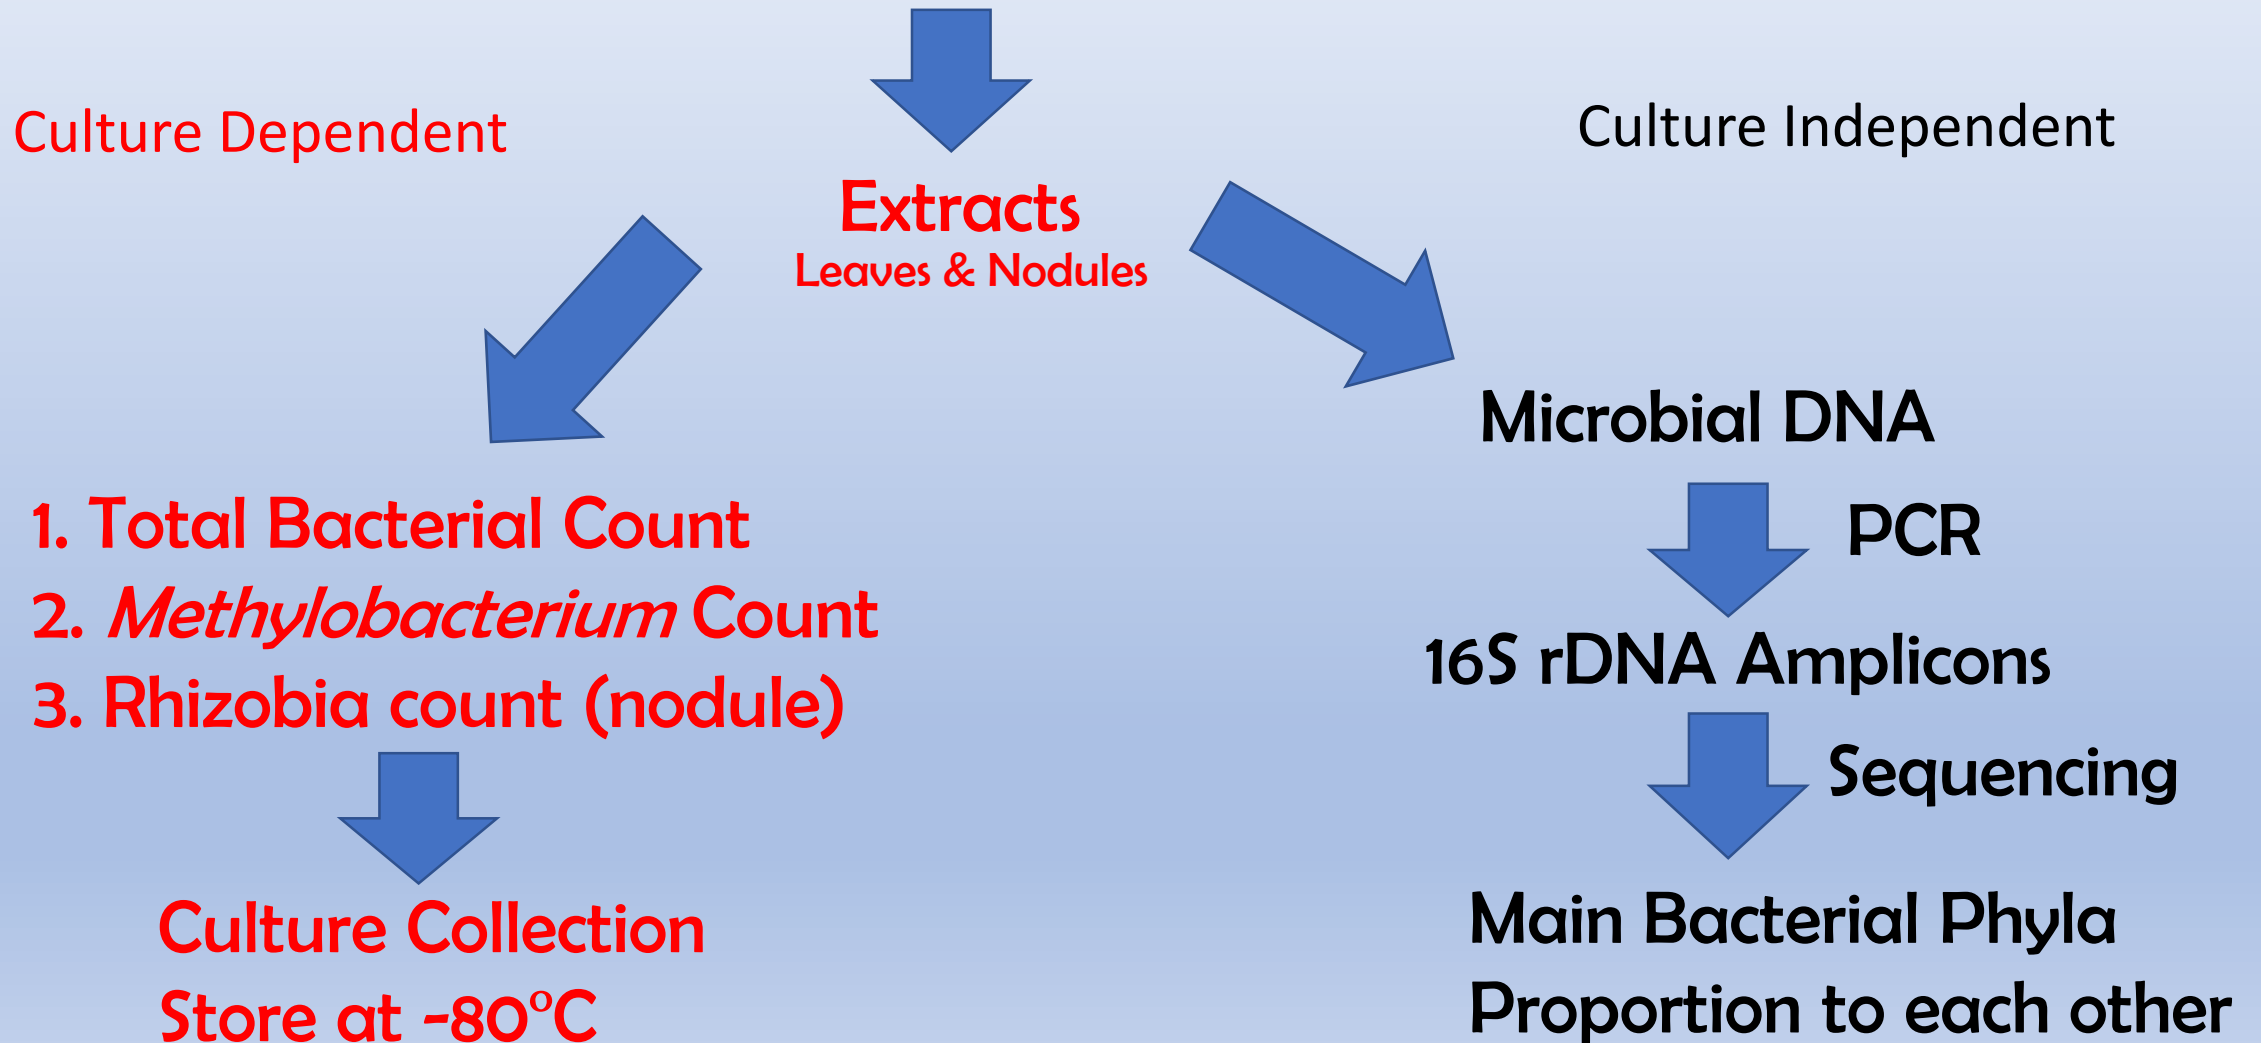 Culture Dependent
Culture Independent
Extracts
Leaves & Nodules
1. Total Bacterial Count
2. Methylobacterium Count
3. Rhizobia count (nodule)
Culture Collection
Store at -80°C
Microbial DNA
PCR
16S rDNA Amplicons
Sequencing
Main Bacterial Phyla
Proportion to each other